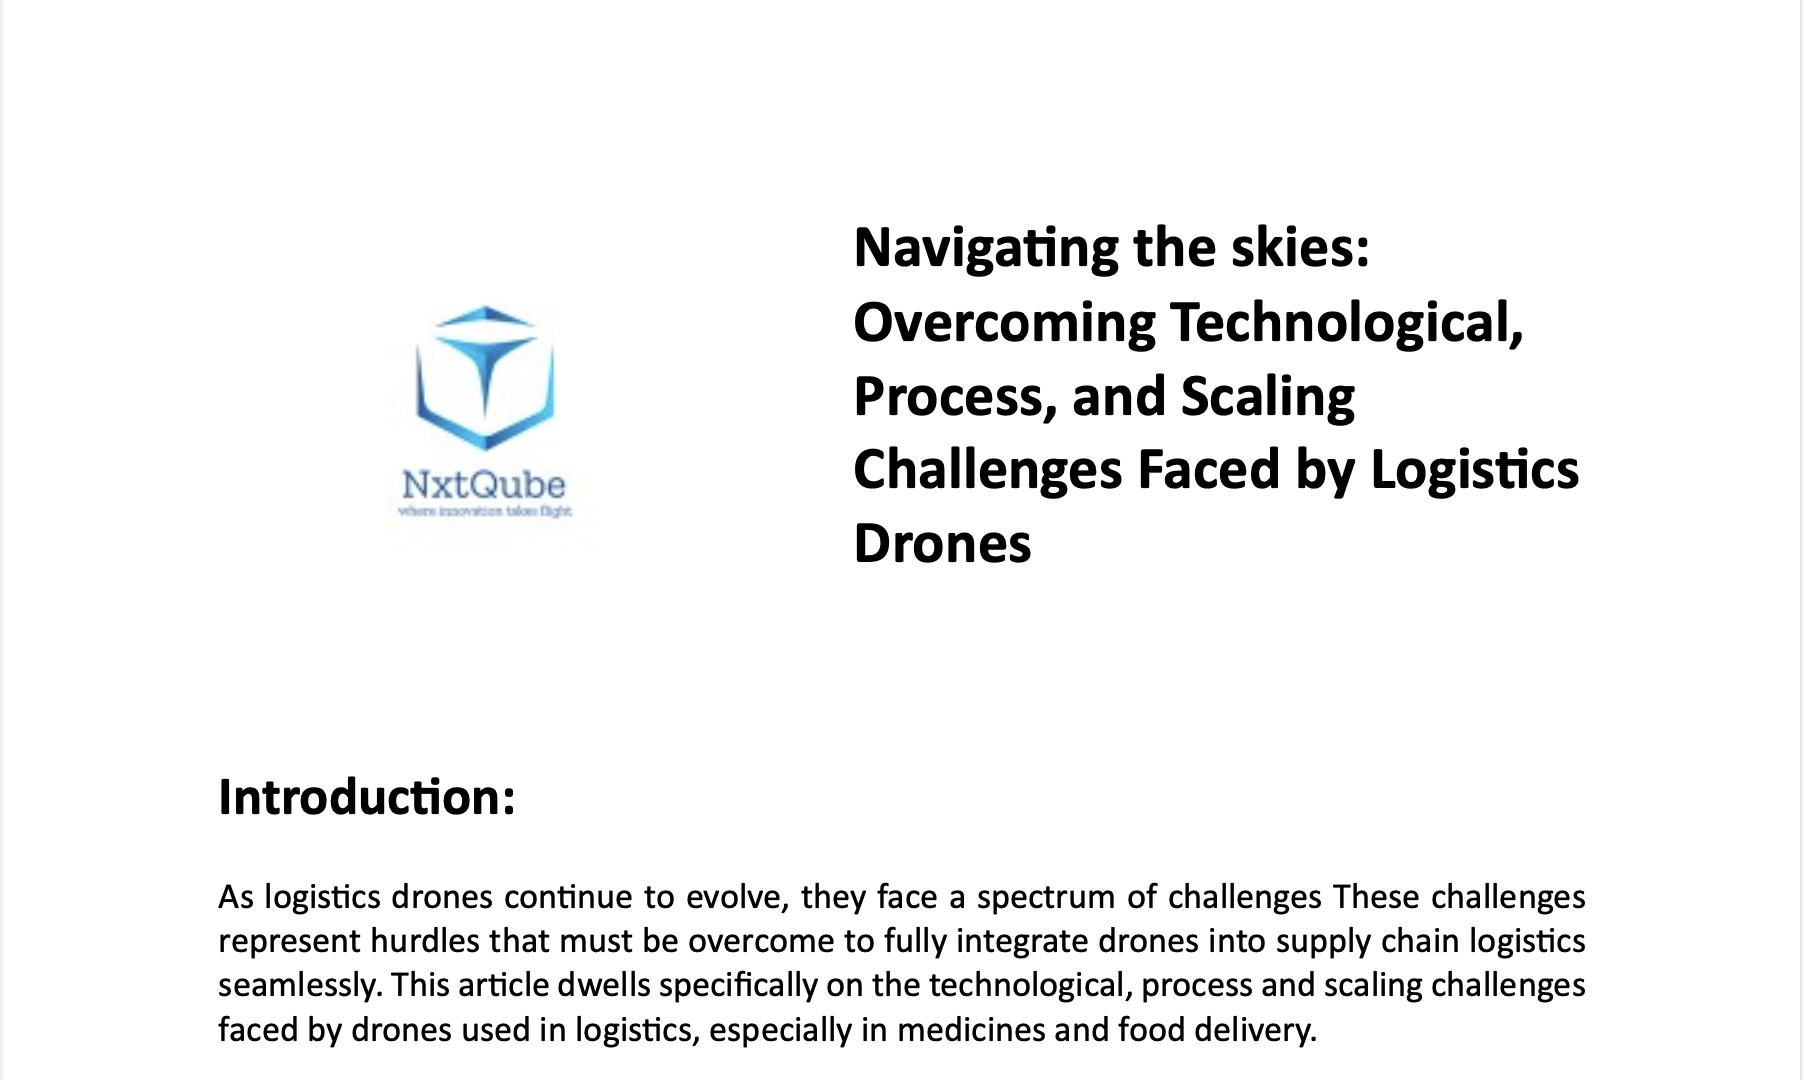 Navigating the skies:
Overcoming Technological,
Process, and Scaling
Challenges Faced by Logistics
Drones
NxtQube
where innovation takes flight
Introduction:
As logistics drones continue to evolve, they face a spectrum of challenges These challenges
represent hurdles that must be overcome to fully integrate drones into supply chain logistics
seamlessly. This article dwells specifically on the technological, process and scaling challenges
faced by drones used in logistics, especially in medicines and food delivery.